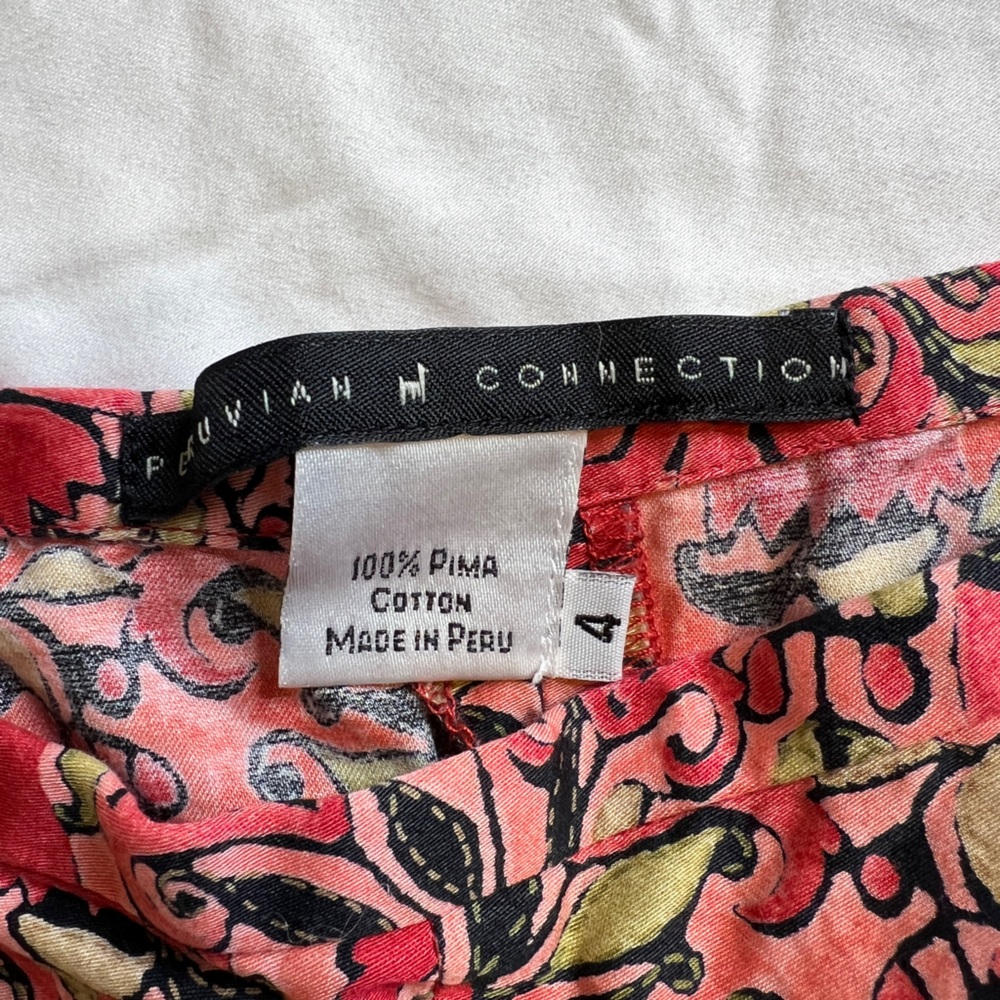 PERUVIAN CONNECTION
100% PIMA
COTTON
MADE IN PERU
4